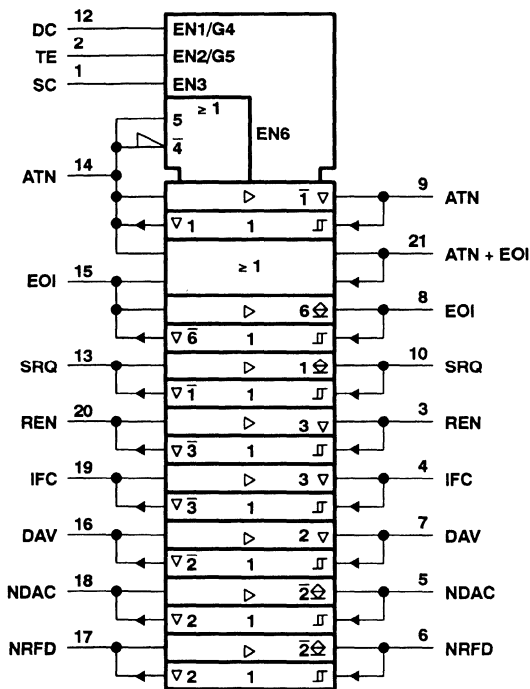 DC 12 EN1/G4
TE 2 EN2/G5
SC 1 EN3
≥ 1
5
EN6
4̅
ATN 14
▷ 1̅ ▽ 9 ATN
▽ 1 1
21 ATN + EOI
≥ 1
EOI 15
▷ 6 8 EOI
▽ 6̅ 1
SRQ 13 ▷ 1 10 SRQ
▽ 1̅ 1
REN 20 ▷ 3 ▽ 3 REN
▽ 3̅ 1
IFC 19 ▷ 3 ▽ 4 IFC
▽ 3̅ 1
DAV 16 ▷ 2 ▽ 7 DAV
▽ 2̅ 1
NDAC 18 ▷ 2̅ 5 NDAC
▽ 2 1
NRFD 17 ▷ 2̅ 6 NRFD
▽ 2 1